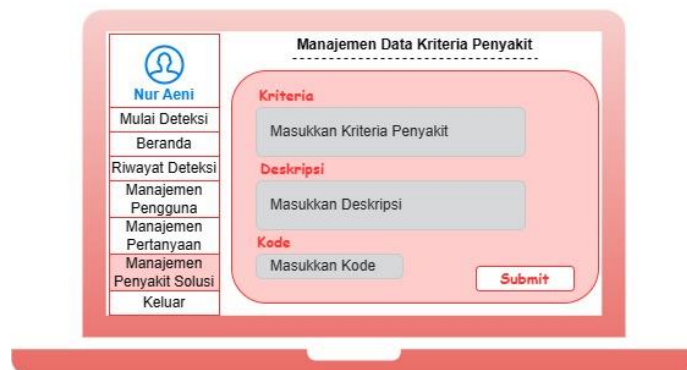 Manajemen Data Kriteria Penyakit
Nur Aeni
Mulai Deteksi
Beranda
Riwayat Deteksi
Manajemen
Pengguna
Manajemen
Pertanyaan
Manajemen
Penyakit Solusi
Keluar
Kriteria
Masukkan Kriteria Penyakit
Deskripsi
Masukkan Deskripsi
Kode
Masukkan Kode
Submit